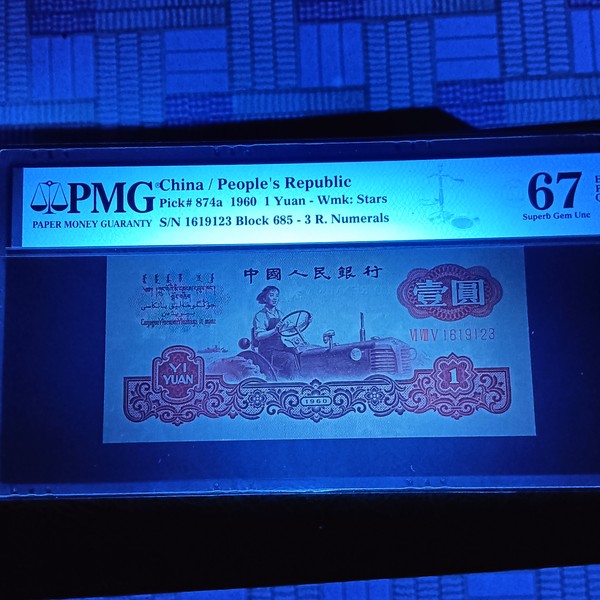 PMG
PAPER MONEY GUARANTY
China / People's Republic
Pick# 874a 1960 1 Yuan - Wmk: Stars
S/N 1619123 Block 685 - 3 R. Numerals
67
Superb Gem Unc
E
中國人民銀行
壹圓
VI VIII V 1619123
YI
YUAN
1
1960